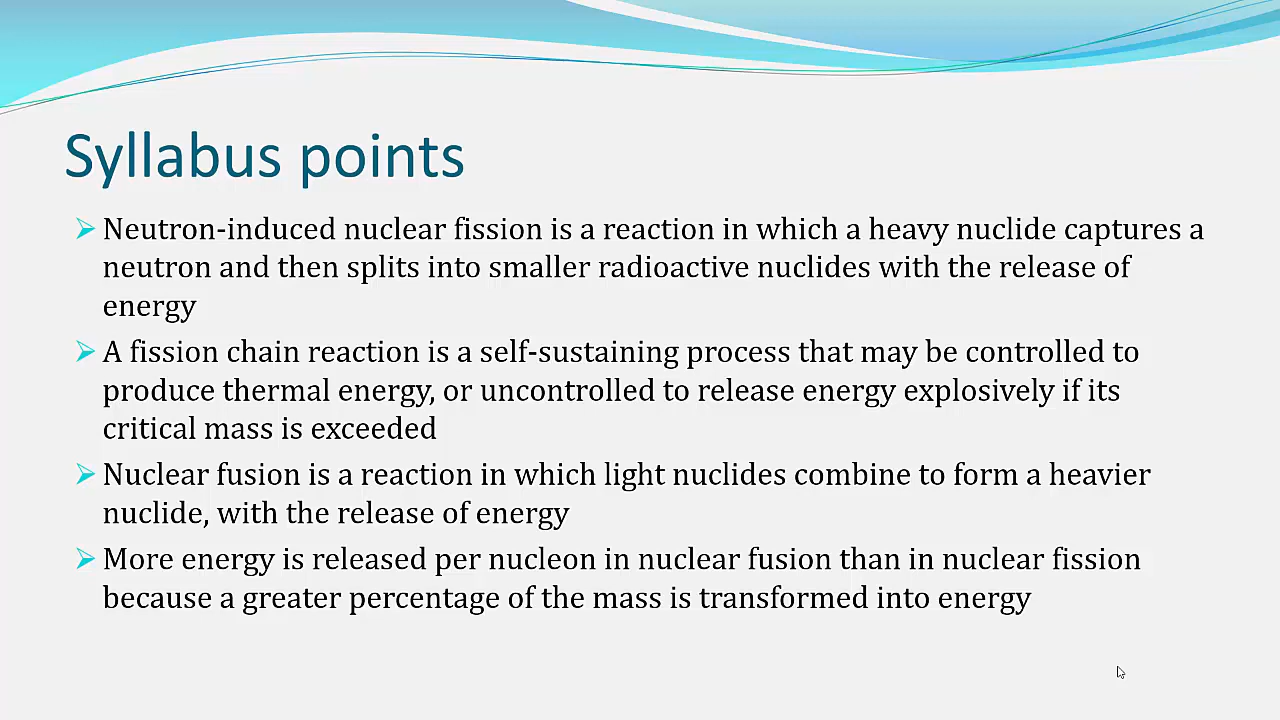 Syllabus points
Neutron-induced nuclear fission is a reaction in which a heavy nuclide captures a
neutron and then splits into smaller radioactive nuclides with the release of
energy
A fission chain reaction is a self-sustaining process that may be controlled to
produce thermal energy, or uncontrolled to release energy explosively if its
critical mass is exceeded
Nuclear fusion is a reaction in which light nuclides combine to form a heavier
nuclide, with the release of energy
More energy is released per nucleon in nuclear fusion than in nuclear fission
because a greater percentage of the mass is transformed into energy